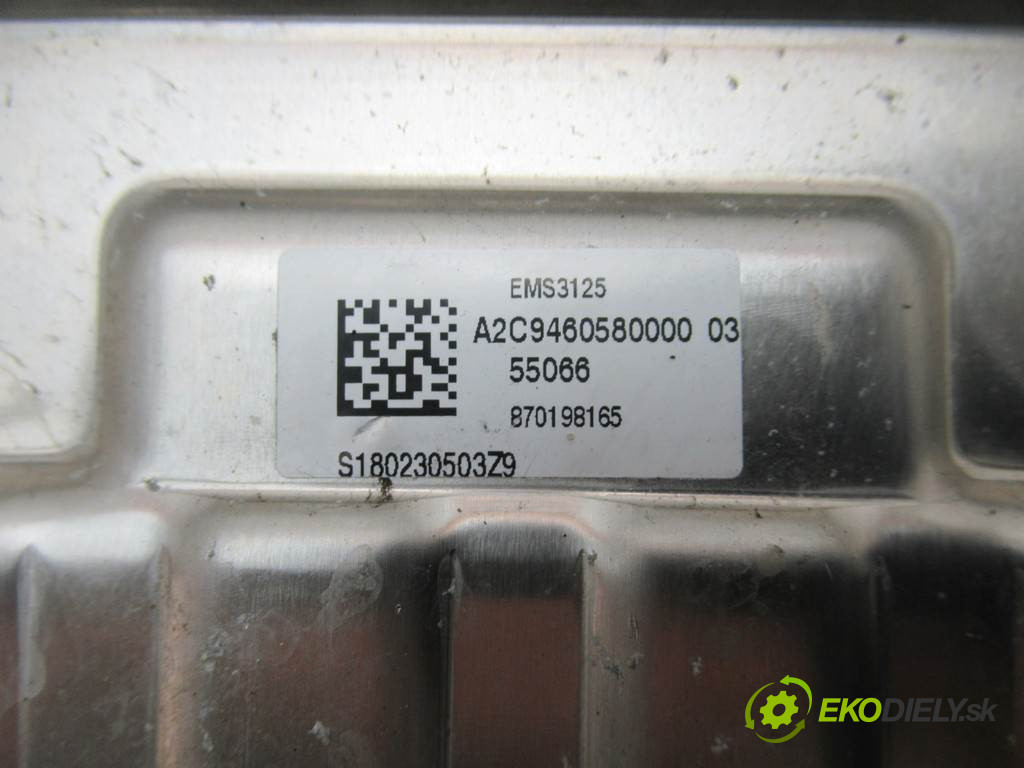 EMS3125
A2C9460580000 03
55066
870198165
S180230503Z9
EKODIELY.sk